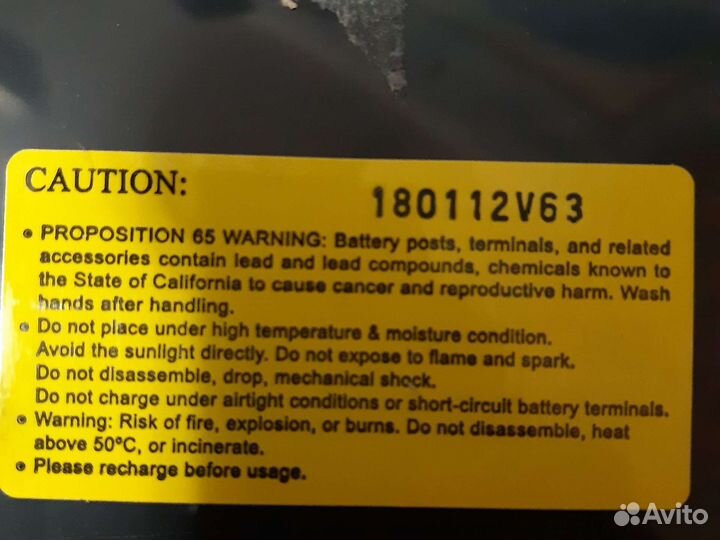 CAUTION: 180112V63
• PROPOSITION 65 WARNING: Battery posts, terminals, and related
accessories contain lead and lead compounds, chemicals known to
the State of California to cause cancer and reproductive harm. Wash
hands after handling.
• Do not place under high temperature & moisture condition.
Avoid the sunlight directly. Do not expose to flame and spark.
Do not disassemble, drop, mechanical shock.
Do not charge under airtight conditions or short-circuit battery terminals.
• Warning: Risk of fire, explosion, or burns. Do not disassemble, heat
above 50°C, or incinerate.
• Please recharge before usage.
Avito